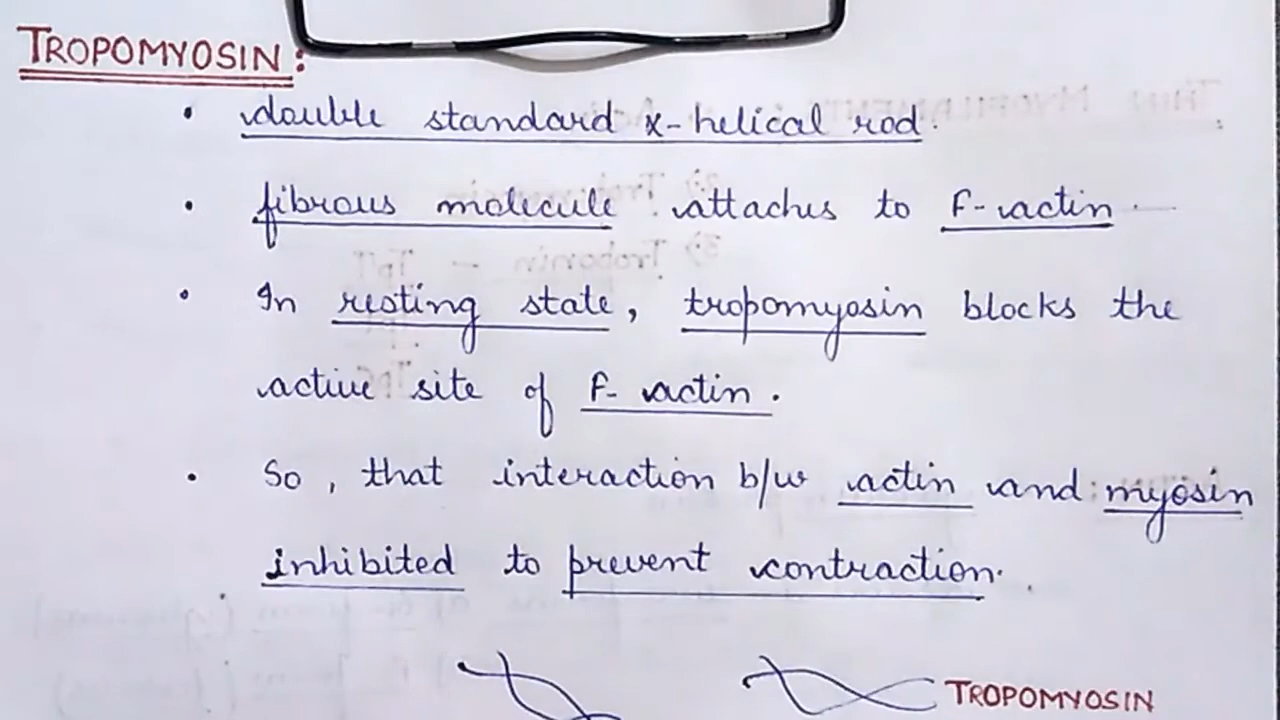 TROPOMYOSIN:
• double standard α-helical rod.
• fibrous molecule attaches to f-actin.
• In resting state, tropomyosin blocks the
active site of f-actin.
• So, that interaction b/w actin and myosin
inhibited to prevent contraction.
TROPOMYOSIN